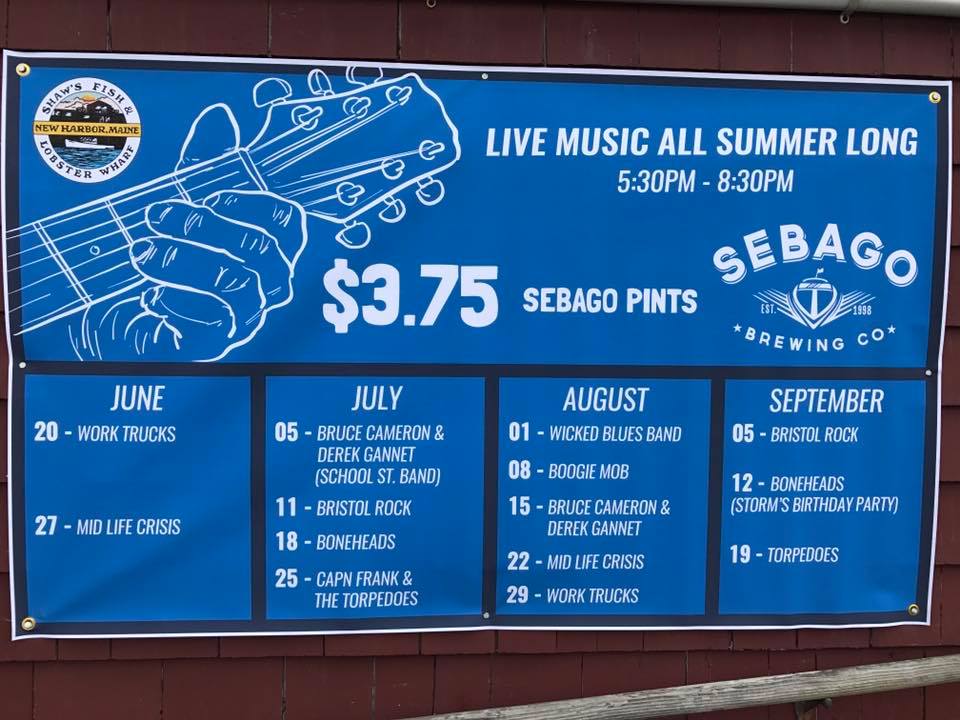 SHAW'S FISH &
NEW HARBOR, MAINE
LOBSTER WHARF
LIVE MUSIC ALL SUMMER LONG
5:30PM - 8:30PM
$3.75 SEBAGO PINTS
SEBAGO
EST. 1998
★BREWING CO★
JUNE
20 - WORK TRUCKS
27 - MID LIFE CRISIS
JULY
05 - BRUCE CAMERON &
DEREK GANNET
(SCHOOL ST. BAND)
11 - BRISTOL ROCK
18 - BONEHEADS
25 - CAPN FRANK &
THE TORPEDOES
AUGUST
01 - WICKED BLUES BAND
08 - BOOGIE MOB
15 - BRUCE CAMERON &
DEREK GANNET
22 - MID LIFE CRISIS
29 - WORK TRUCKS
SEPTEMBER
05 - BRISTOL ROCK
12 - BONEHEADS
(STORM'S BIRTHDAY PARTY)
19 - TORPEDOES